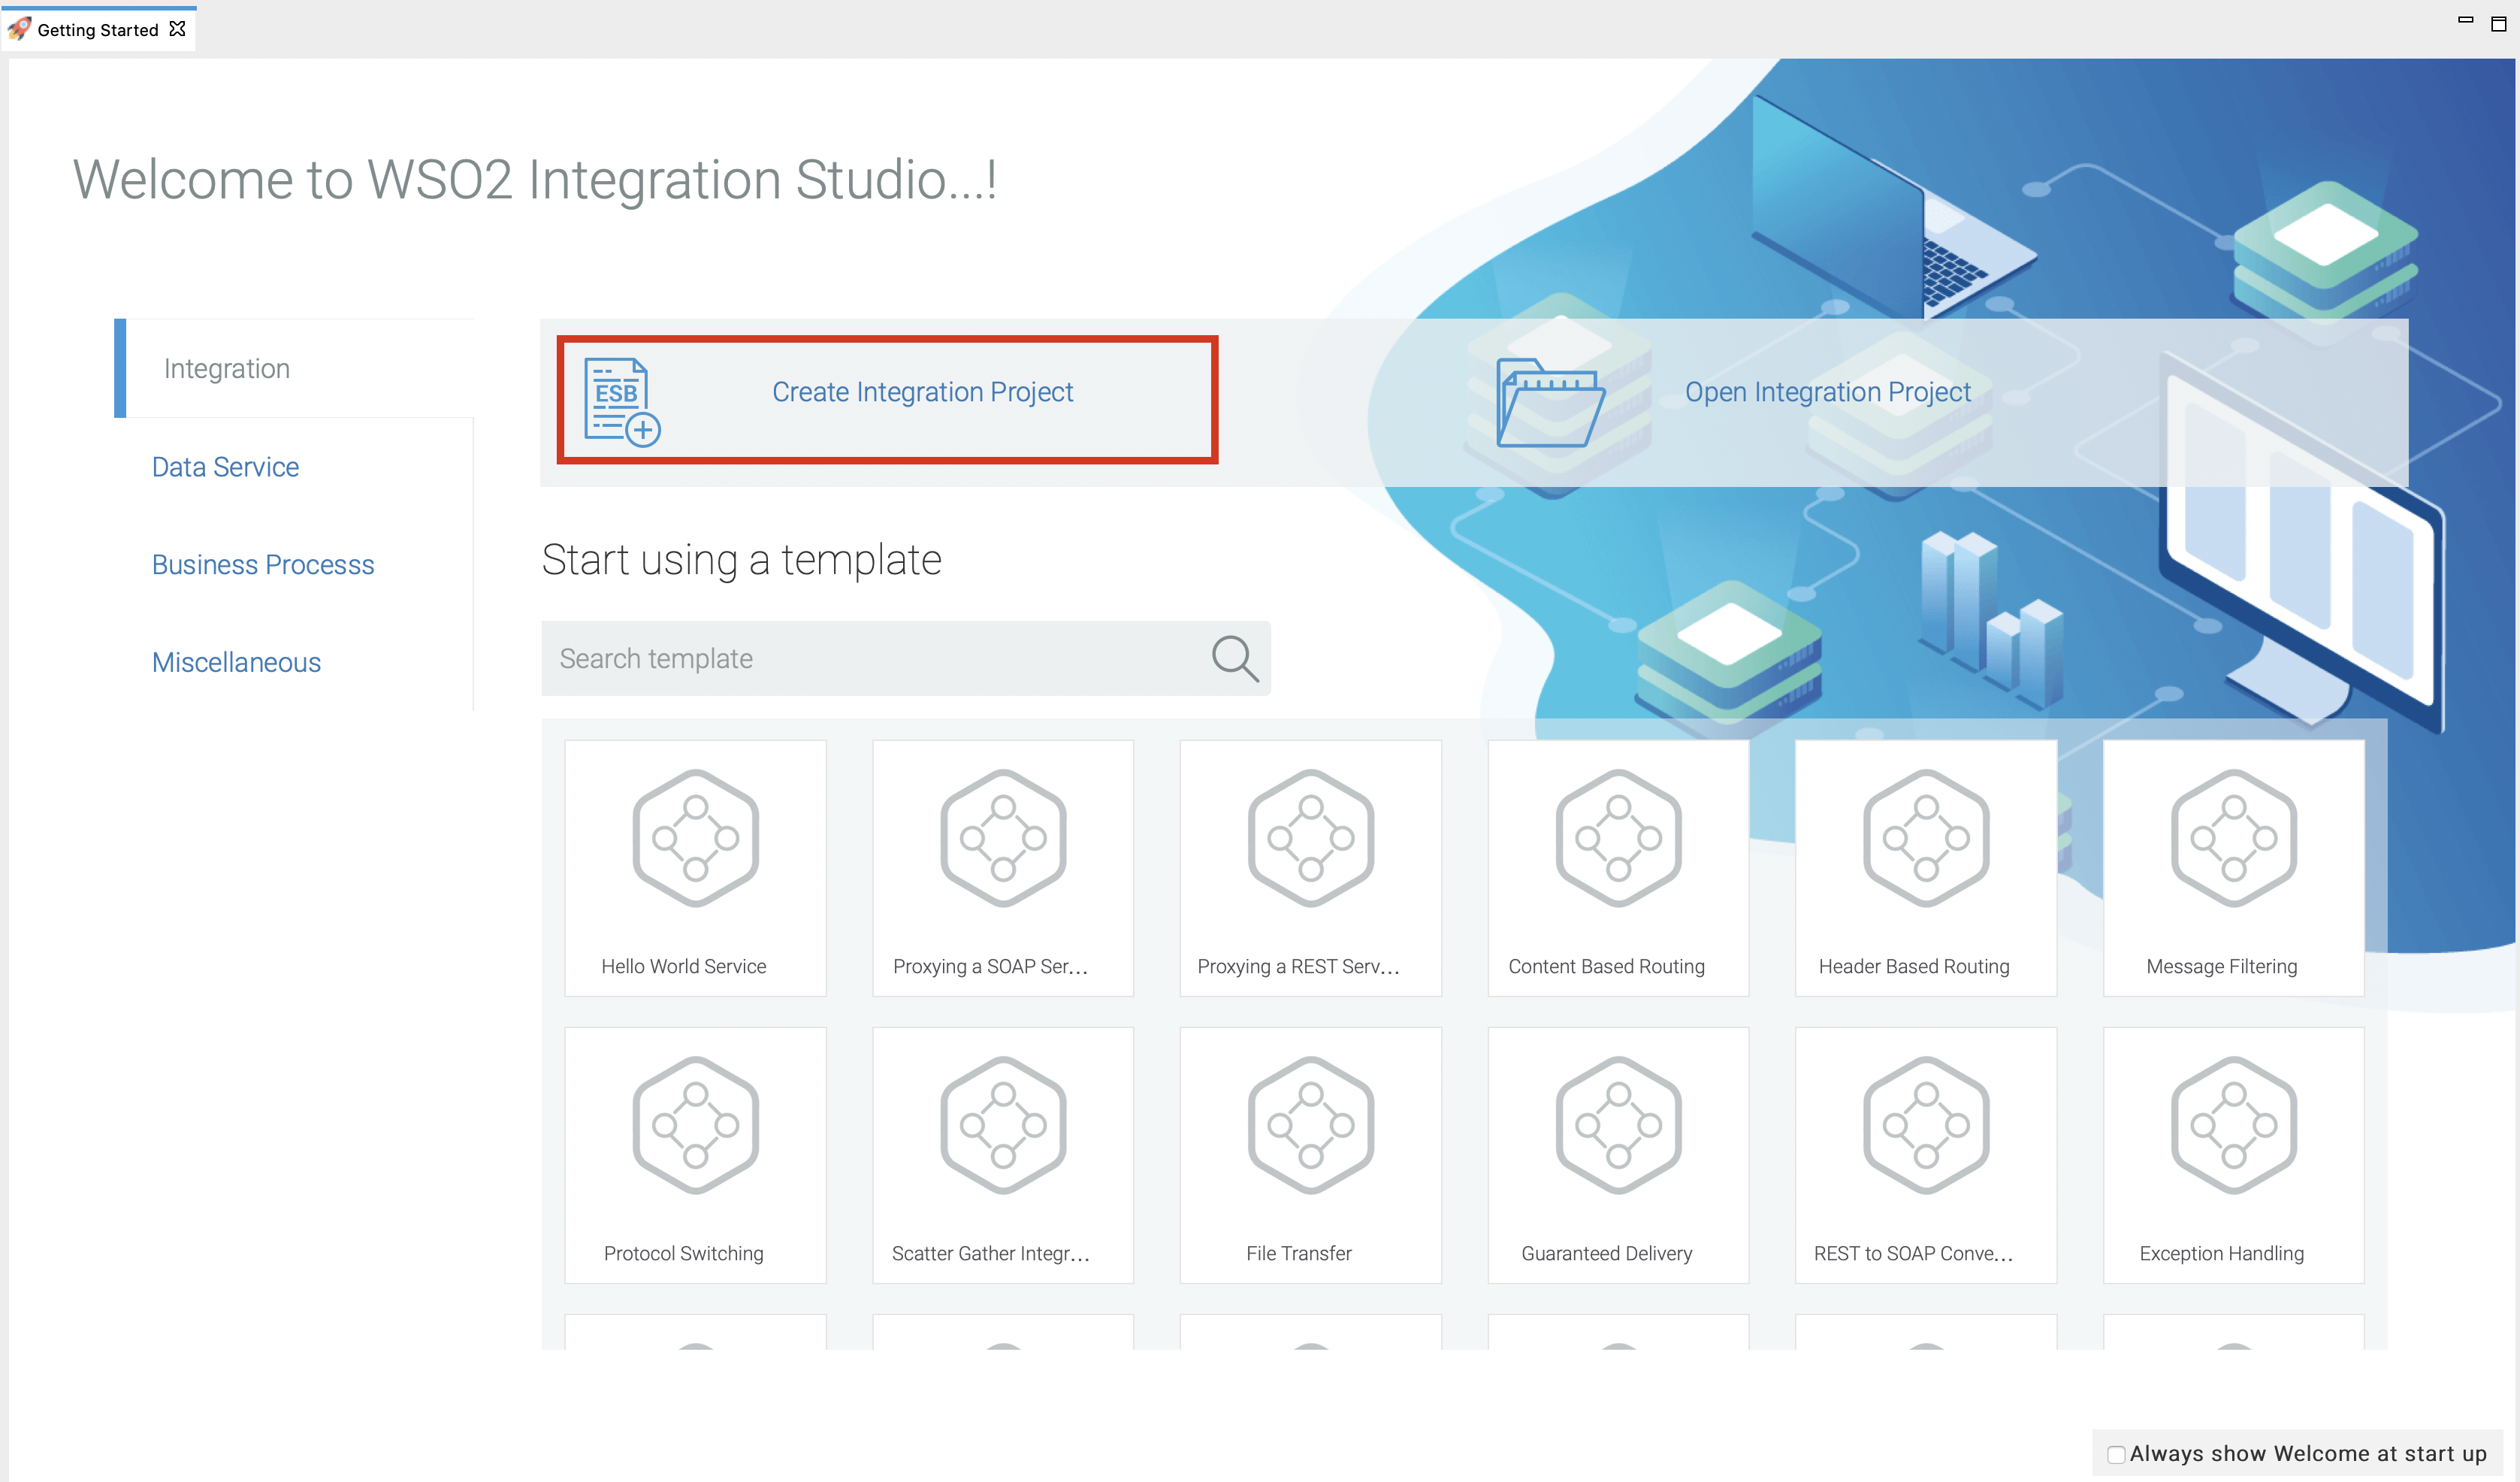 Getting Started
Welcome to WSO2 Integration Studio...!
Integration
Data Service
Business Processs
Miscellaneous
ESB
Create Integration Project
Open Integration Project
Start using a template
Search template
Hello World Service
Proxying a SOAP Ser...
Proxying a REST Serv...
Content Based Routing
Header Based Routing
Message Filtering
Protocol Switching
Scatter Gather Integr...
File Transfer
Guaranteed Delivery
REST to SOAP Conve...
Exception Handling
Always show Welcome at start up